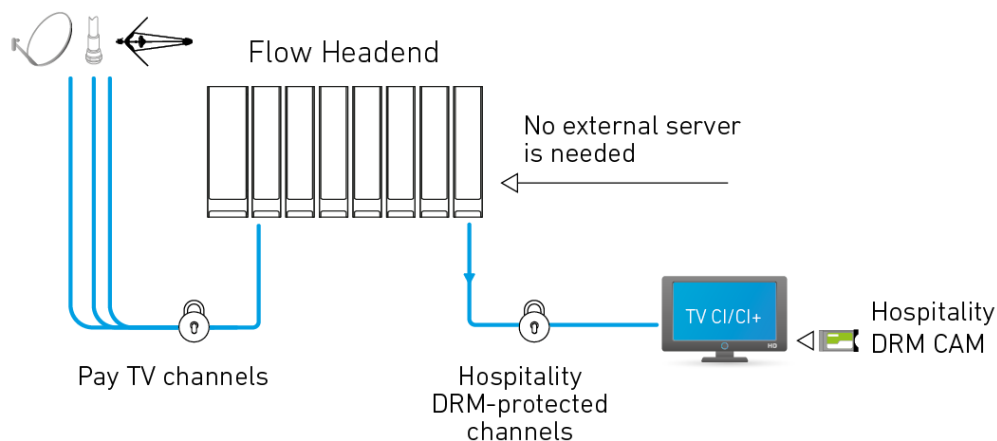 Flow Headend
No external server
is needed
TV CI/CI+
HD
Hospitality
DRM CAM
Pay TV channels
Hospitality
DRM-protected
channels